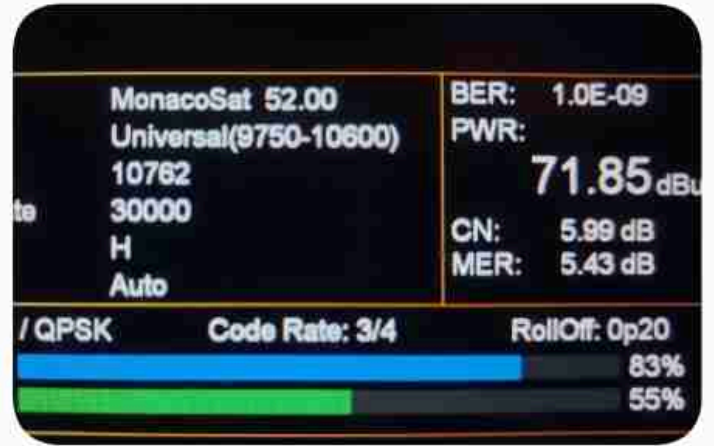 MonacoSat 52.00
Universal(9750-10600)
10762
te 30000
H
Auto
BER: 1.0E-09
PWR:
71.85 dBu
CN: 5.99 dB
MER: 5.43 dB
/ QPSK Code Rate: 3/4 RollOff: 0p20
83%
55%